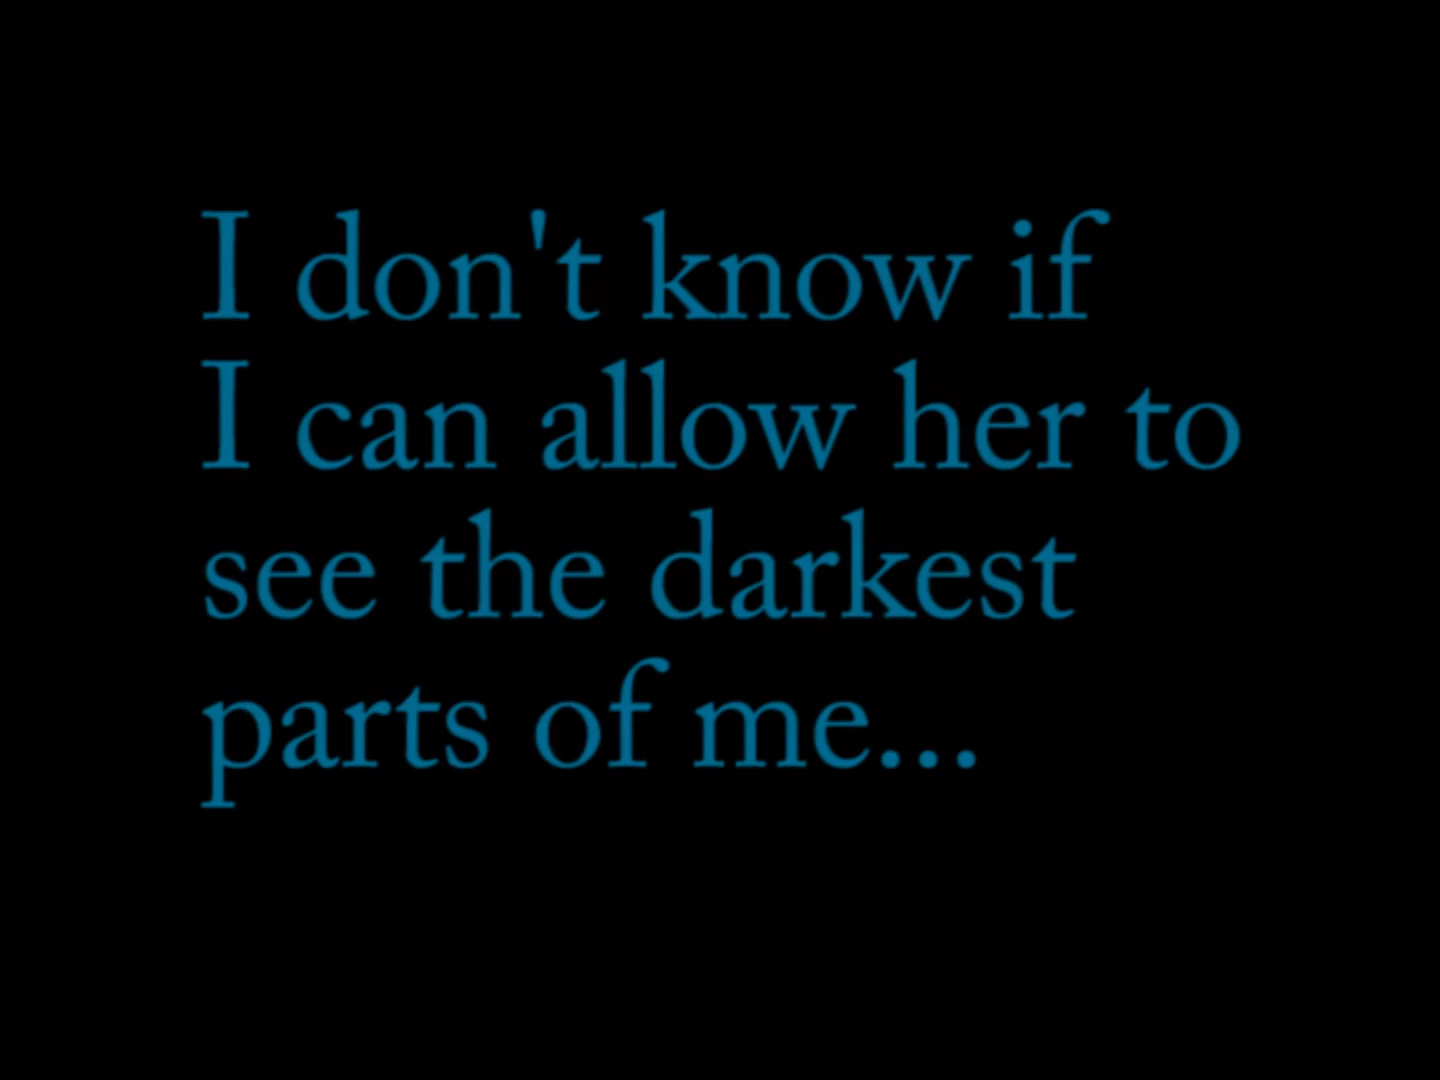 I don't know if
I can allow her to
see the darkest
parts of me...